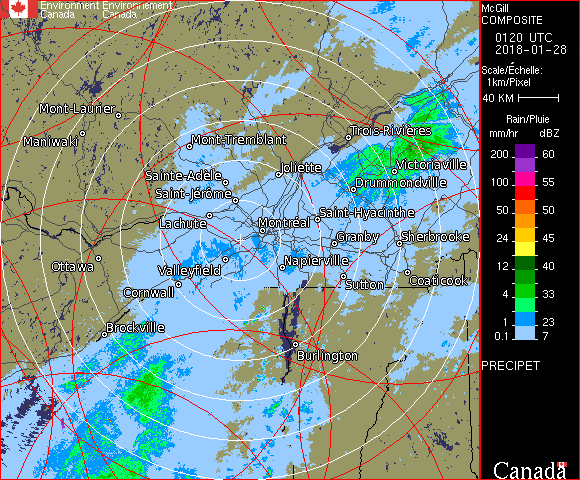 Environment Environnement
Canada Canada
McGill
COMPOSITE
0120 UTC
2018-01-28
Scale/Échelle:
1km/Pixel
40 KM
Rain/Pluie
mm/hr dBZ
200 60
100 55
50 50
24 45
12 40
4 33
1 23
0.1 7
PRECIPET
Canada
Mont-Laurier
Maniwaki
Mont-Tremblant
Trois-Rivières
Joliette
Victoriaville
Sainte-Adèle
Drummondville
Saint-Jérôme
Saint-Hyacinthe
Lachute
Montréal
Granby
Sherbrooke
Ottawa
Valleyfield
Napierville
Sutton
Coaticook
Cornwall
Brockville
Burlington